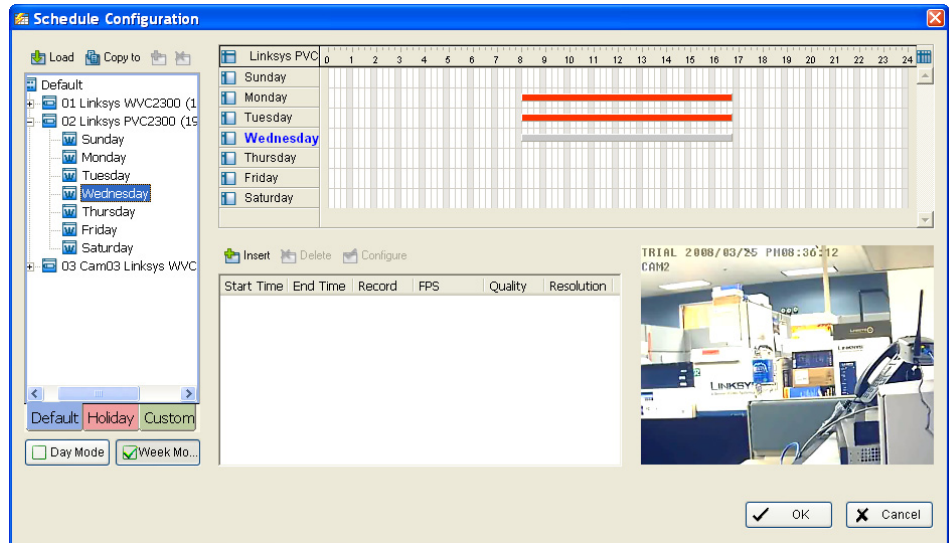 Schedule Configuration
Load Copy to
Default
01 Linksys WVC2300 (1
02 Linksys PVC2300 (19
Sunday
Monday
Tuesday
Wednesday
Thursday
Friday
Saturday
03 Cam03 Linksys WVC
Default Holiday Custom
Day Mode Week Mo...
Linksys PVC 0 1 2 3 4 5 6 7 8 9 10 11 12 13 14 15 16 17 18 19 20 21 22 23 24
Sunday
Monday
Tuesday
Wednesday
Thursday
Friday
Saturday
Insert Delete Configure
Start Time End Time Record FPS Quality Resolution
TRIAL 2008/03/25 PM08:36:12
CAM2
LINKSYS
OK Cancel